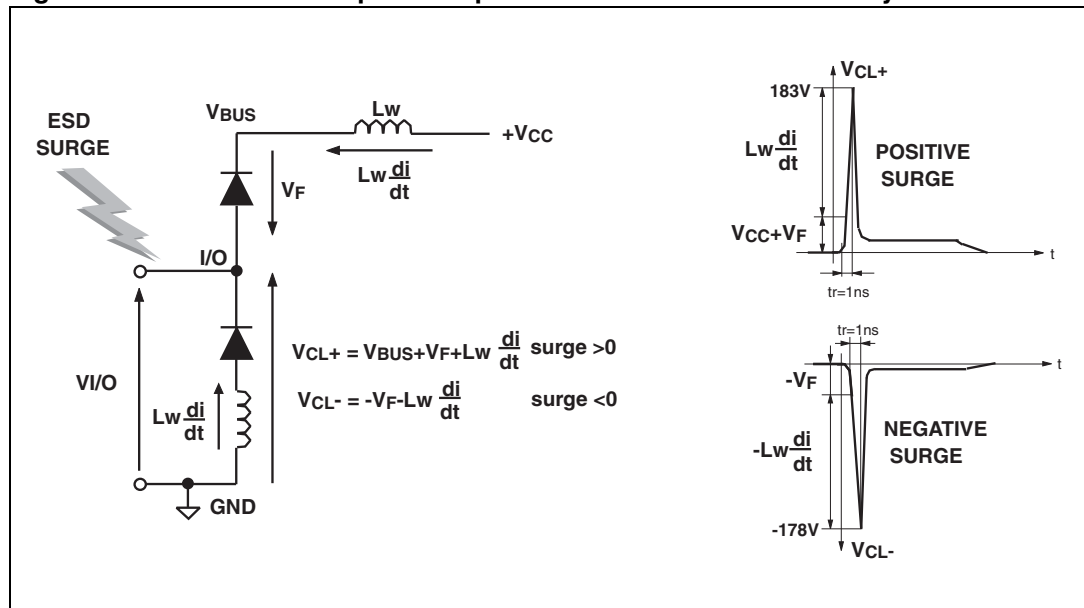 ESD
SURGE
VBUS
Lw
+VCC
Lw di/dt
VF
I/O
VI/O
Lw di/dt
GND
VCL+ = VBUS+VF+Lw di/dt surge >0
VCL- = -VF-Lw di/dt surge <0
VCL+
183V
Lw di/dt
POSITIVE
SURGE
VCC+VF
t
tr=1ns
tr=1ns
t
-VF
-Lw di/dt
NEGATIVE
SURGE
-178V
VCL-